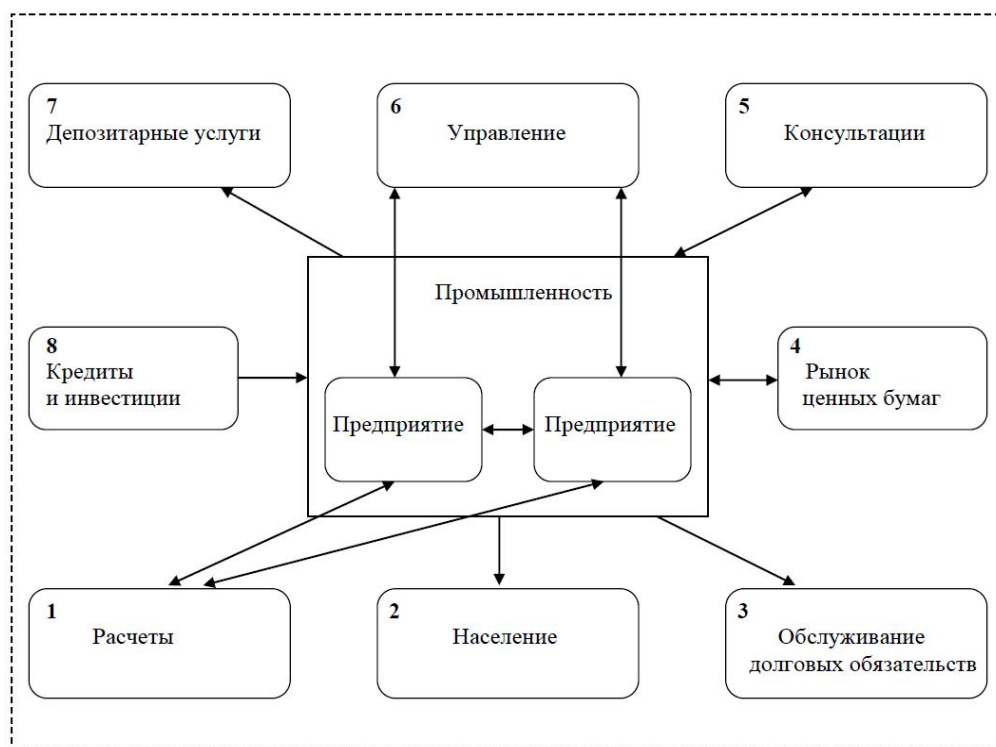 7
Депозитарные услуги
6
Управление
5
Консультации
Промышленность
8
Кредиты
и инвестиции
4
Рынок
ценных бумаг
Предприятие
Предприятие
1
Расчеты
2
Население
3
Обслуживание
долговых обязательств